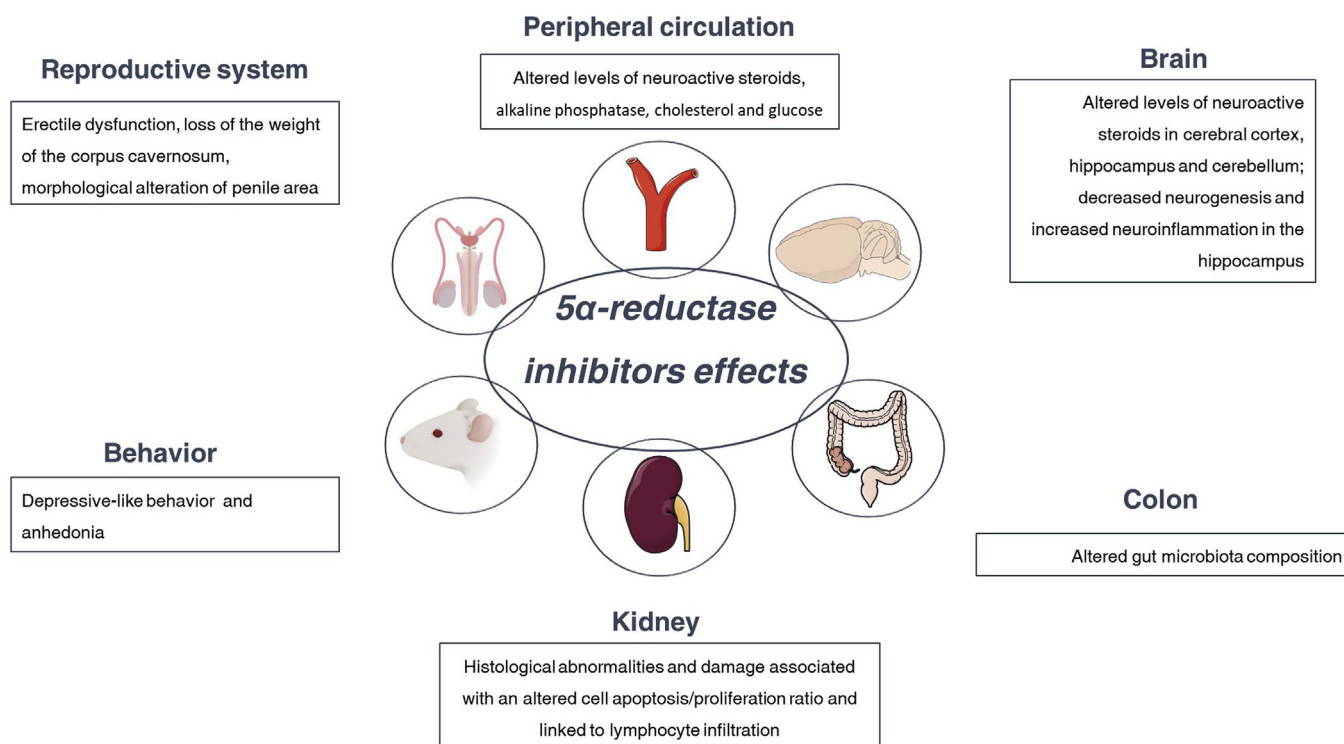 Peripheral circulation
Altered levels of neuroactive steroids,
alkaline phosphatase, cholesterol and glucose
Reproductive system
Erectile dysfunction, loss of the weight
of the corpus cavernosum,
morphological alteration of penile area
Brain
Altered levels of neuroactive
steroids in cerebral cortex,
hippocampus and cerebellum;
decreased neurogenesis and
increased neuroinflammation in the
hippocampus
5α-reductase
inhibitors effects
Behavior
Depressive-like behavior and
anhedonia
Colon
Altered gut microbiota composition
Kidney
Histological abnormalities and damage associated
with an altered cell apoptosis/proliferation ratio and
linked to lymphocyte infiltration